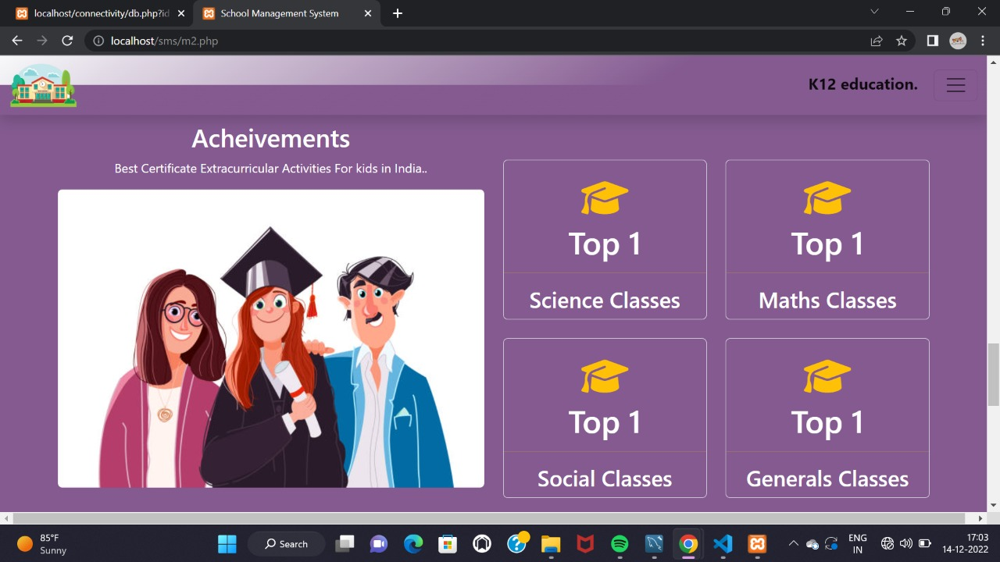 localhost/connectivity/db.php?id
School Management System
localhost/sms/m2.php
K12 education.
Acheivements
Best Certificate Extracurricular Activities For kids in India..
Top 1
Science Classes
Top 1
Maths Classes
Top 1
Social Classes
Top 1
Generals Classes
85°F
Sunny
Search
ENG
IN
17:03
14-12-2022